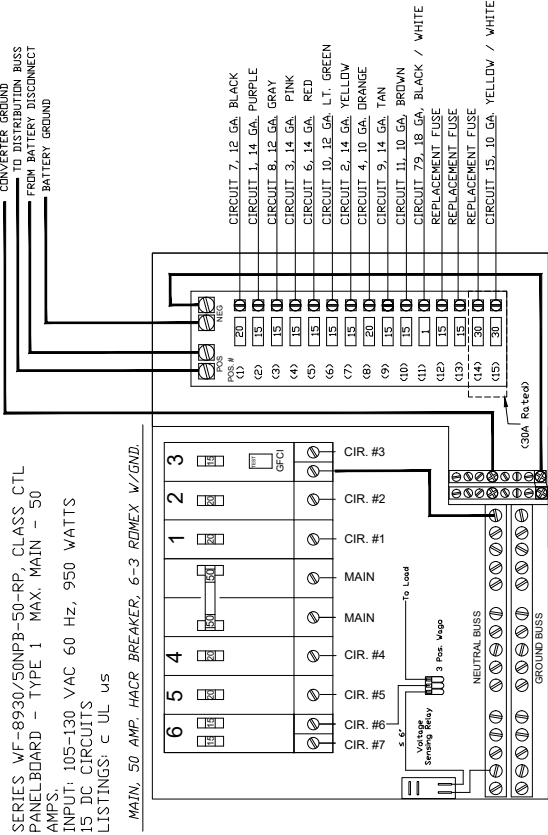 SERIES WF-8930/50NPB-50-RP, CLASS CTL
PANELBOARD - TYPE 1 MAX. MAIN - 50
AMPS.
INPUT: 105-130 VAC 60 Hz, 950 WATTS
15 DC CIRCUITS
LISTINGS: c UL us
MAIN, 50 AMP. HACR BREAKER, 6-3 ROMEX W/GND.
CONVERTER GROUND
TO DISTRIBUTION BUSS
FROM BATTERY DISCONNECT
BATTERY GROUND
POS
NEG
POS.#
(1) 20 CIRCUIT 7, 12 GA, BLACK
(2) 15 CIRCUIT 1, 14 GA, PURPLE
(3) 15 CIRCUIT 8, 12 GA, GRAY
(4) 15 CIRCUIT 3, 14 GA, PINK
(5) 15 CIRCUIT 6, 14 GA, RED
(6) 15 CIRCUIT 10, 12 GA, LT. GREEN
(7) 15 CIRCUIT 2, 14 GA, YELLOW
(8) 20 CIRCUIT 4, 10 GA, ORANGE
(9) 15 CIRCUIT 9, 14 GA, TAN
(10) 15 CIRCUIT 11, 10 GA, BROWN
(11) 1 CIRCUIT 79, 18 GA, BLACK / WHITE
(12) 15 REPLACEMENT FUSE
(13) 15 REPLACEMENT FUSE
(14) 30 REPLACEMENT FUSE
(15) 30 CIRCUIT 15, 10 GA, YELLOW / WHITE
(30A Rated)
6 5 4 1 2 3
15 15 20 20 50 50 20 20 15
TEST
GFCI
CIR. #3
CIR. #2
CIR. #1
MAIN
MAIN
CIR. #4
CIR. #5
CIR. #6
CIR. #7
To Load
3 Pos. Wago
≤ 6"
Voltage
Sensing Relay
NEUTRAL BUSS
GROUND BUSS